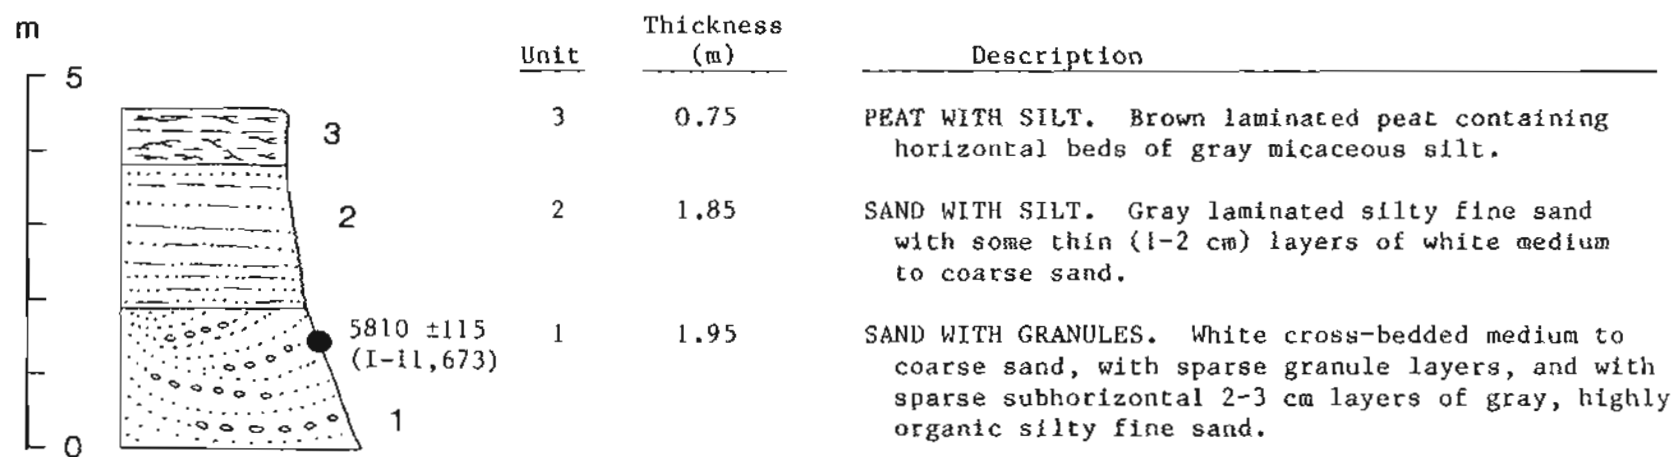 m
Thickness
Unit (m) Description
5
3 3 0.75 PEAT WITH SILT. Brown laminated peat containing
horizontal beds of gray micaceous silt.
2 2 1.85 SAND WITH SILT. Gray laminated silty fine sand
with some thin (1-2 cm) layers of white medium
to coarse sand.
5810 ±115 1 1.95 SAND WITH GRANULES. White cross-bedded medium to
(I-11,673) coarse sand, with sparse granule layers, and with
sparse subhorizontal 2-3 cm layers of gray, highly
1 organic silty fine sand.
0